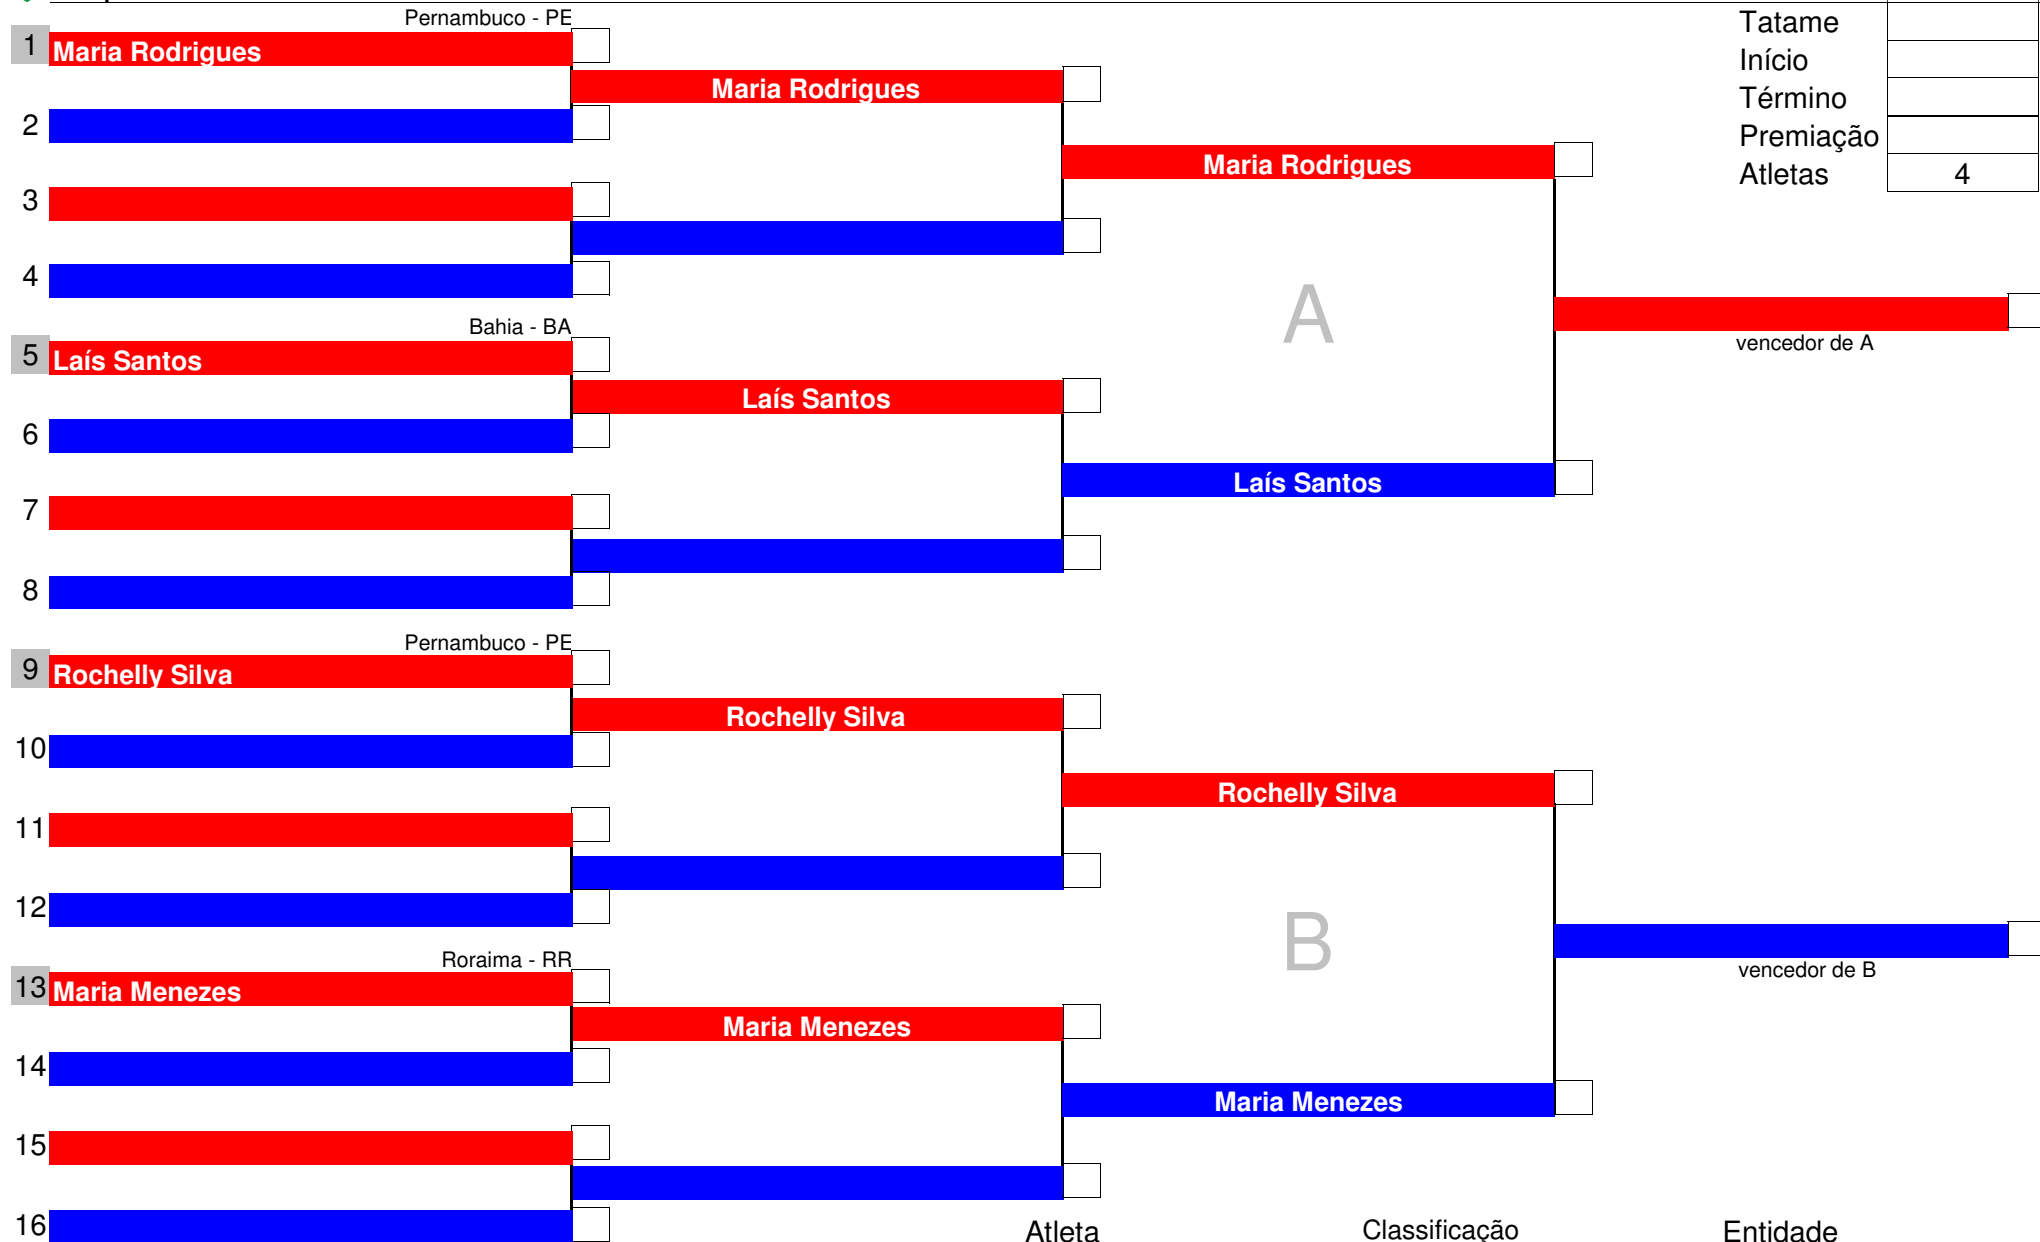 Pernambuco - PE
Tatame
1 Maria Rodrigues
Início
Maria Rodrigues
Término
2
Premiação
Maria Rodrigues
Atletas 4
3
4
A
Bahia - BA
vencedor de A
5 Laís Santos
Laís Santos
6
Laís Santos
7
8
Pernambuco - PE
9 Rochelly Silva
Rochelly Silva
10
Rochelly Silva
11
12
B
Roraima - RR
vencedor de B
13 Maria Menezes
Maria Menezes
14
Maria Menezes
15
16
Atleta Classificação Entidade